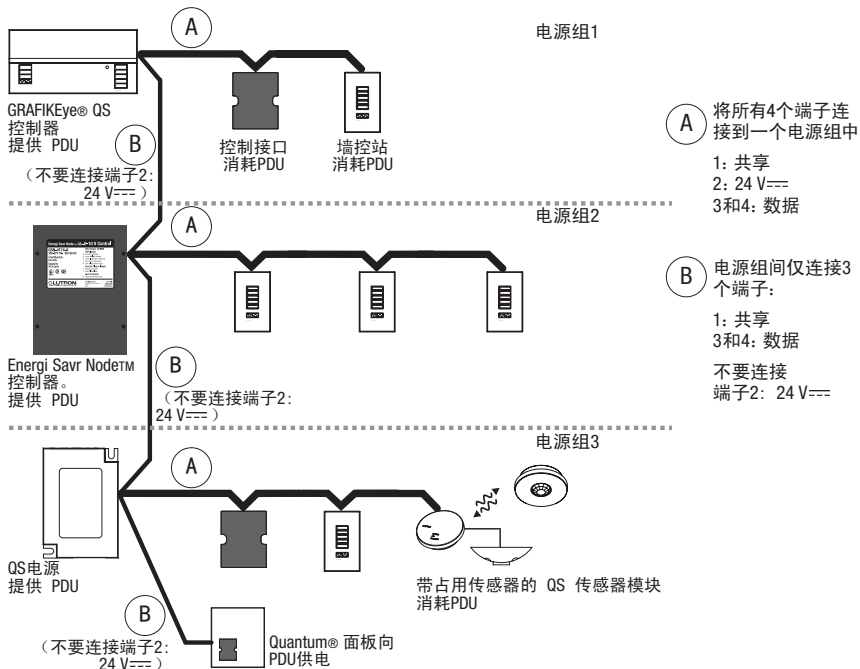 电源组1
A
GRAFIKEye® QS
控制器
提供 PDU
B
（不要连接端子2:
24 V⎓）
控制接口
消耗PDU
墙控站
消耗PDU
A
将所有4个端子连
接到一个电源组中
1: 共享
2: 24 V⎓
3和4: 数据
电源组2
A
LUTRON
Energi Savr Node™
控制器。
提供 PDU
B
（不要连接端子2:
24 V⎓）
B
电源组间仅连接3
个端子:
1: 共享
3和4: 数据
不要连接
端子2: 24 V⎓
电源组3
A
QS电源
提供 PDU
带占用传感器的 QS 传感器模块
消耗PDU
B
（不要连接端子2:
24 V⎓）
Quantum® 面板向
PDU供电